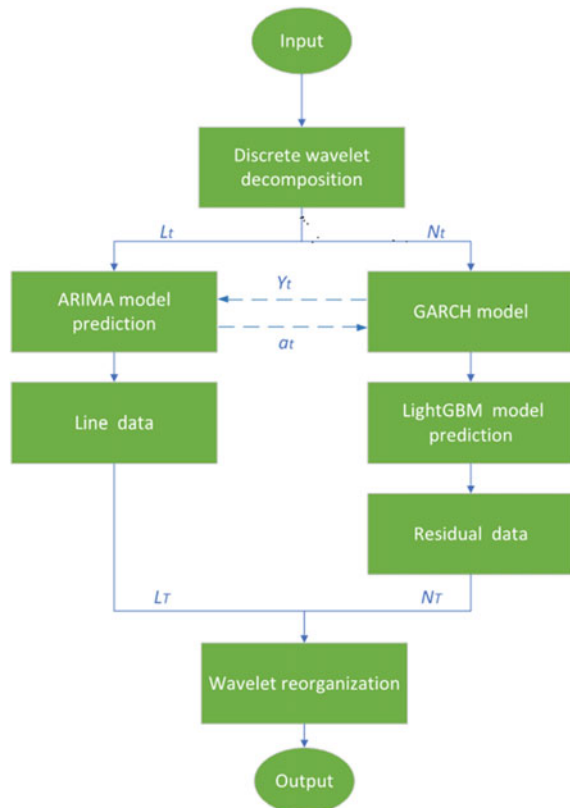 Input
Discrete wavelet
decomposition
Lt
Nt
ARIMA model
prediction
Yt
at
GARCH model
Line data
LightGBM model
prediction
Residual data
LT
NT
Wavelet reorganization
Output